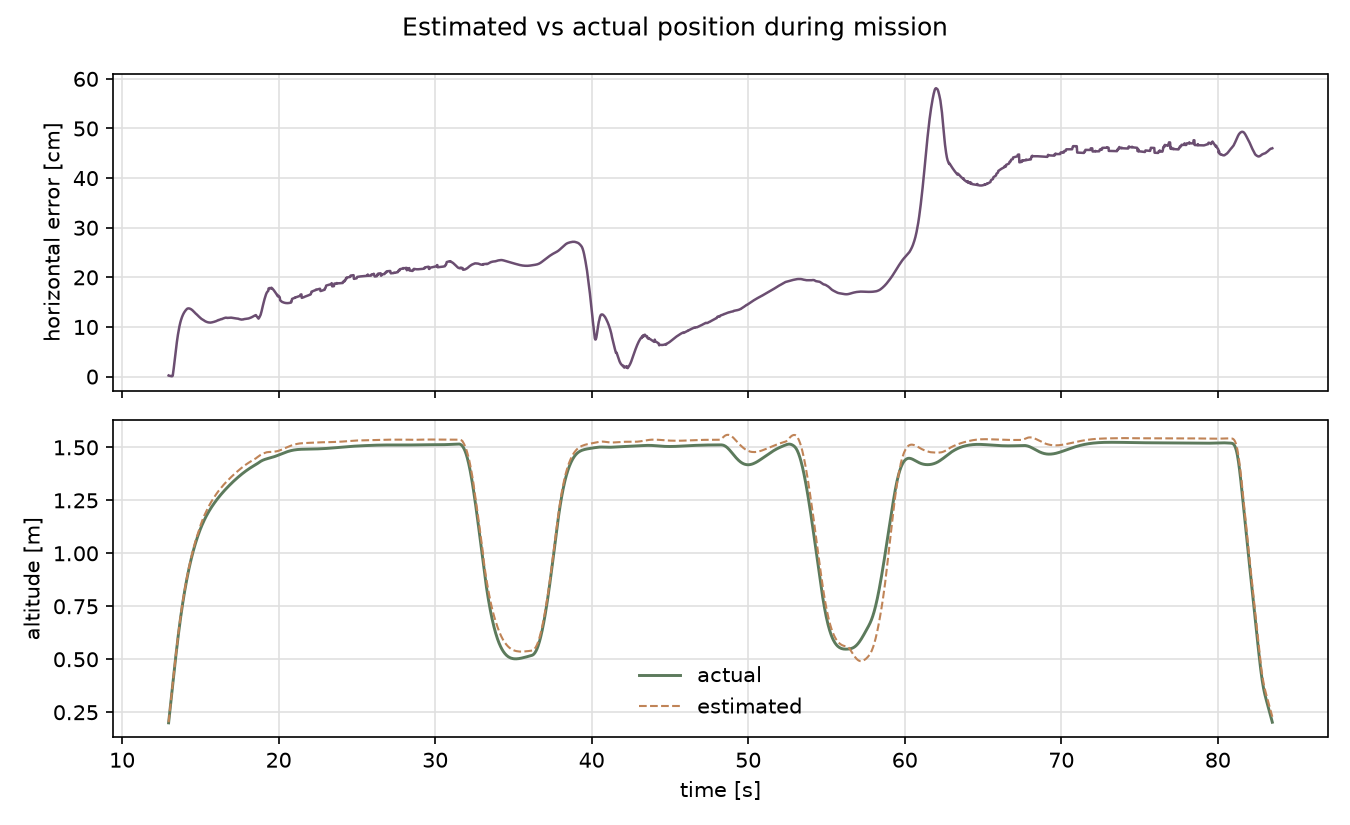 Estimated vs actual position during mission
60
50
40
30
20
10
0
horizontal error [cm]
1.50
1.25
1.00
0.75
0.50
0.25
altitude [m]
actual
estimated
10 20 30 40 50 60 70 80
time [s]